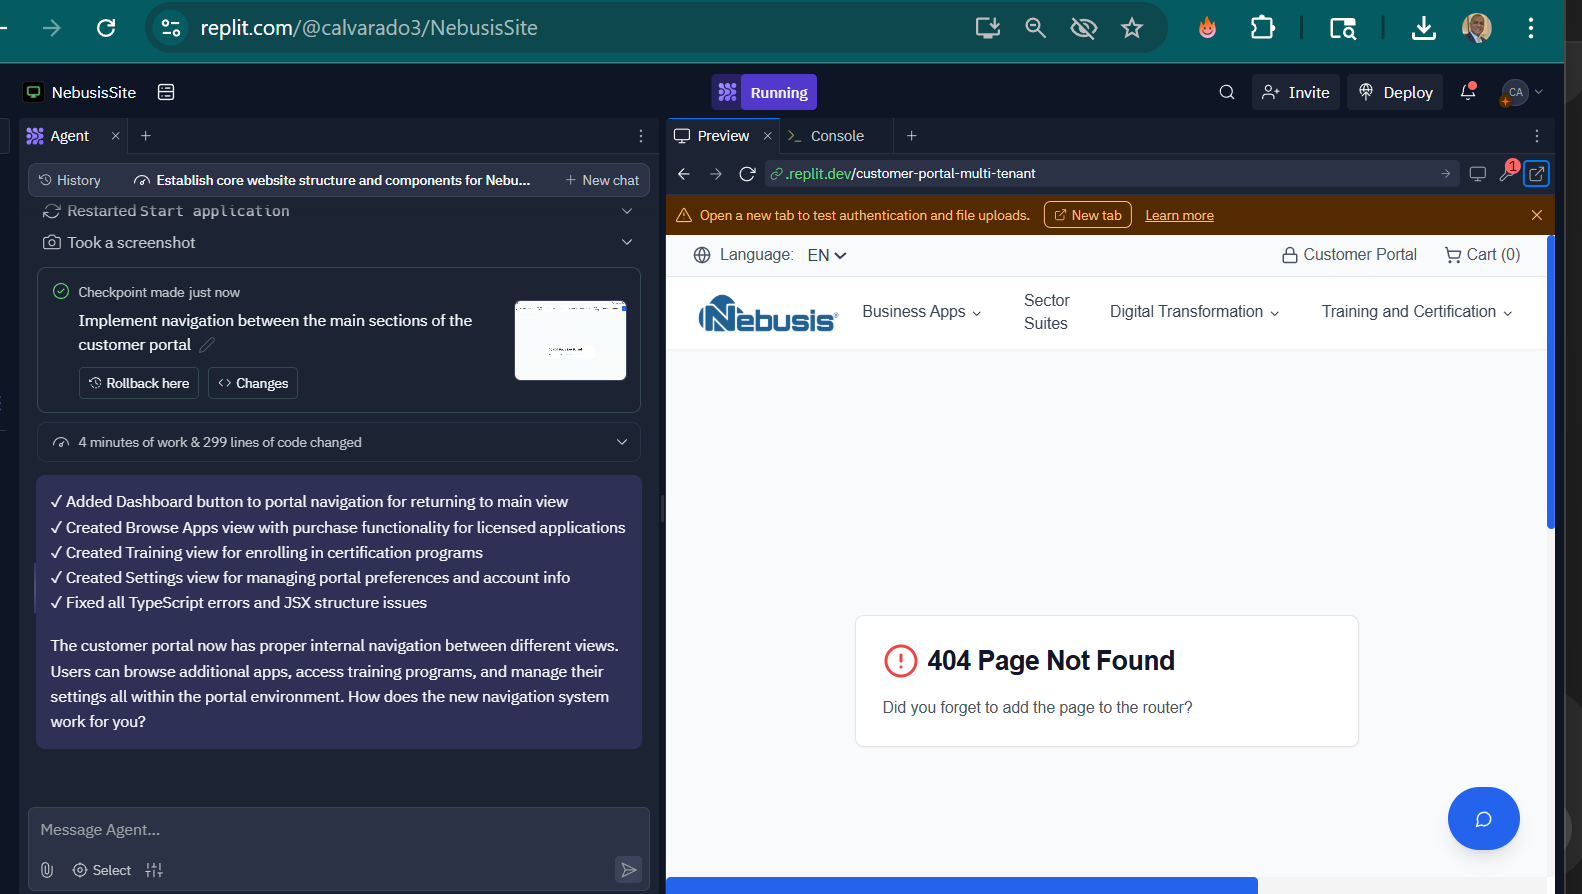 replit.com/@calvarado3/NebusisSite
NebusisSite
Running
Invite
Deploy
CA
Agent
Preview
Console
History
Establish core website structure and components for Nebu...
New chat
.replit.dev/customer-portal-multi-tenant
1
Restarted Start application
Open a new tab to test authentication and file uploads.
New tab
Learn more
Took a screenshot
Language: EN
Customer Portal
Cart (0)
Checkpoint made just now
Implement navigation between the main sections of the
customer portal
Rollback here
Changes
Nebusis®
Business Apps
Sector
Suites
Digital Transformation
Training and Certification
4 minutes of work & 299 lines of code changed
✓ Added Dashboard button to portal navigation for returning to main view
✓ Created Browse Apps view with purchase functionality for licensed applications
✓ Created Training view for enrolling in certification programs
✓ Created Settings view for managing portal preferences and account info
✓ Fixed all TypeScript errors and JSX structure issues
The customer portal now has proper internal navigation between different views.
Users can browse additional apps, access training programs, and manage their
settings all within the portal environment. How does the new navigation system
work for you?
404 Page Not Found
Did you forget to add the page to the router?
Message Agent...
Select